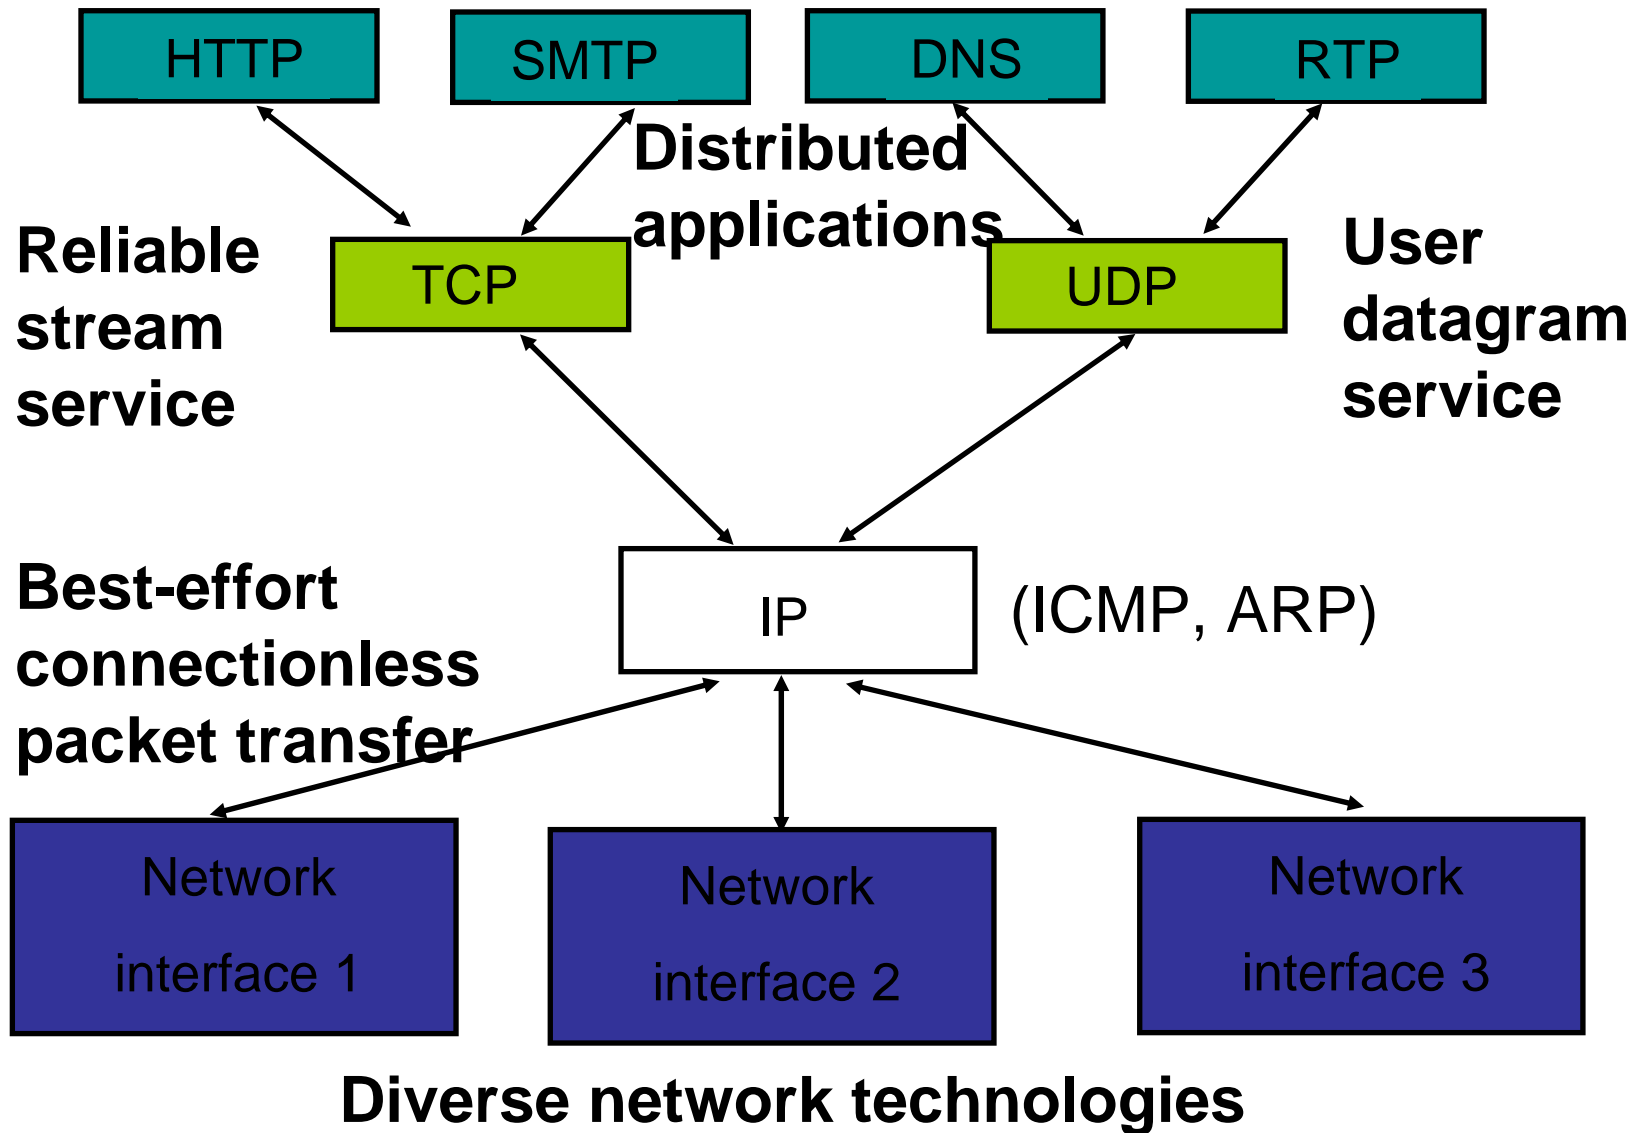 HTTP
SMTP
DNS
RTP
Distributed
applications
Reliable
stream
service
TCP
UDP
User
datagram
service
Best-effort
connectionless
packet transfer
IP
(ICMP, ARP)
Network
interface 1
Network
interface 2
Network
interface 3
Diverse network technologies